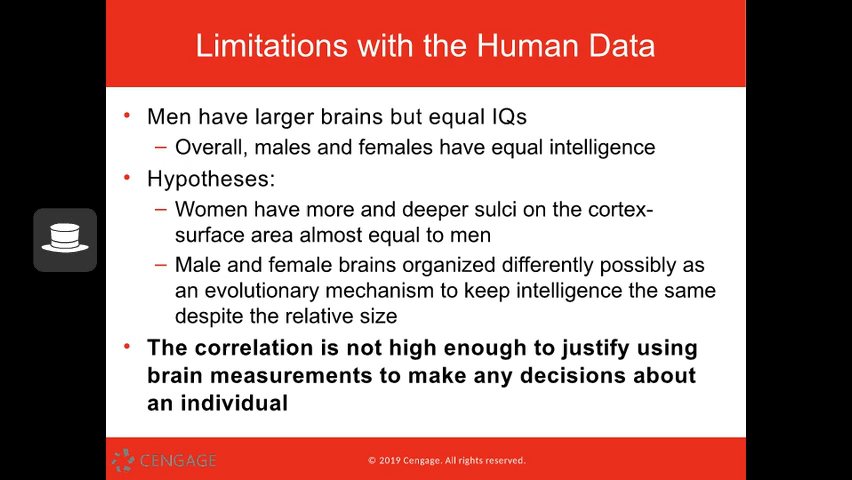 Limitations with the Human Data
• Men have larger brains but equal IQs
– Overall, males and females have equal intelligence
• Hypotheses:
– Women have more and deeper sulci on the cortex-
surface area almost equal to men
– Male and female brains organized differently possibly as
an evolutionary mechanism to keep intelligence the same
despite the relative size
• The correlation is not high enough to justify using
brain measurements to make any decisions about
an individual
CENGAGE
© 2019 Cengage. All rights reserved.